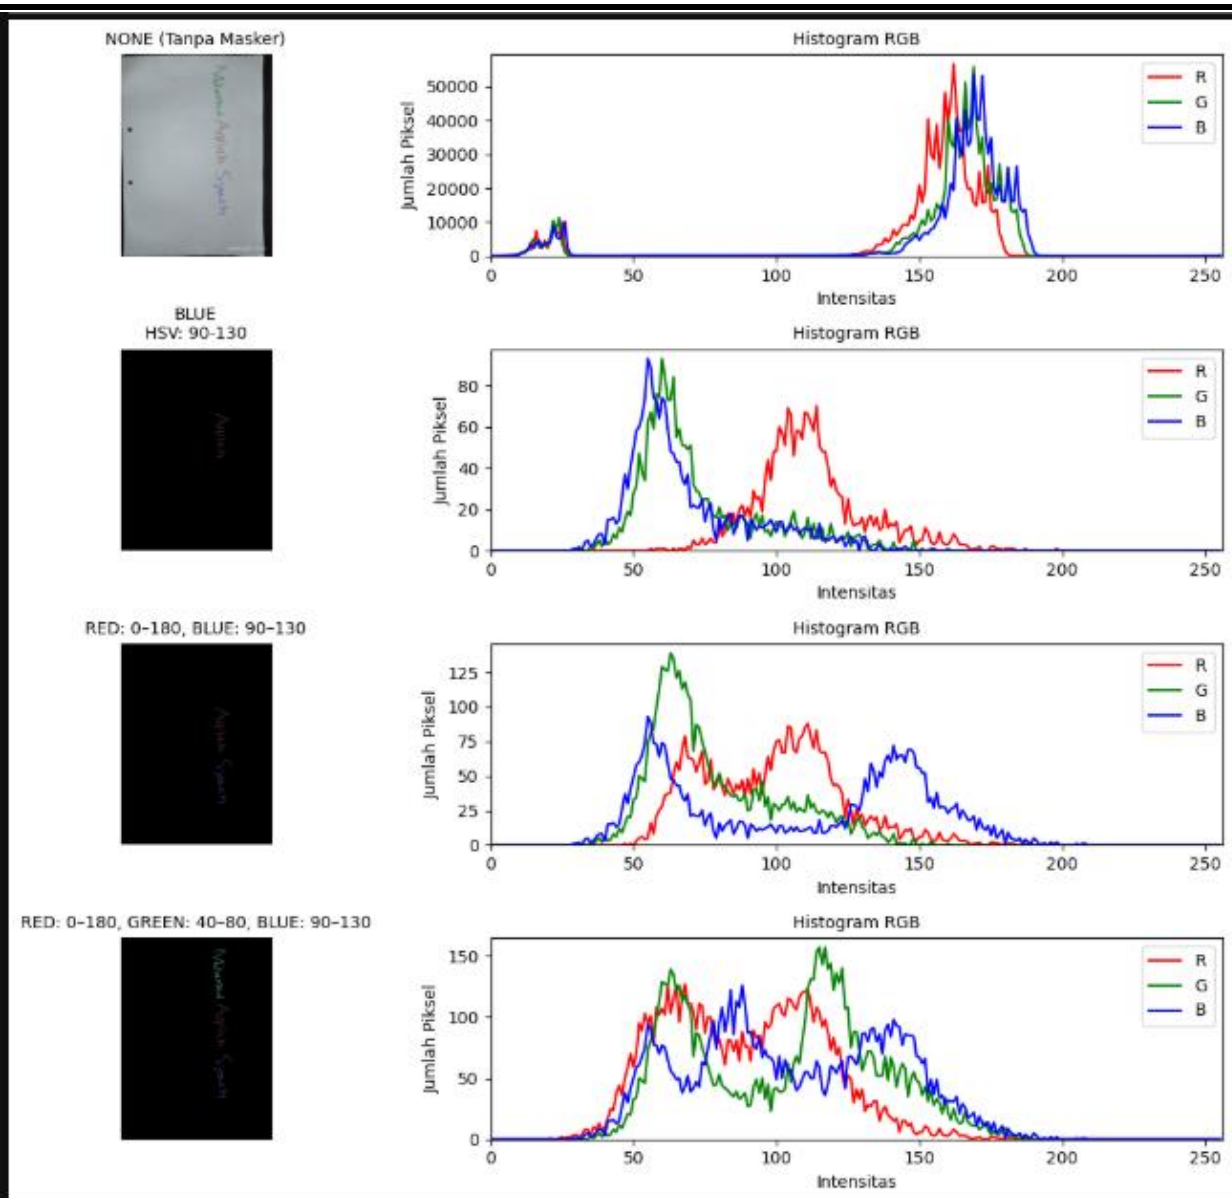 NONE (Tanpa Masker)
Histogram RGB
Jumlah Piksel
50000
40000
30000
20000
10000
0
0 50 100 150 200 250
Intensitas
R
G
B
BLUE
HSV: 90-130
Histogram RGB
Jumlah Piksel
80
60
40
20
0
0 50 100 150 200 250
Intensitas
R
G
B
RED: 0–180, BLUE: 90–130
Histogram RGB
Jumlah Piksel
125
100
75
50
25
0
0 50 100 150 200 250
Intensitas
R
G
B
RED: 0–180, GREEN: 40–80, BLUE: 90–130
Histogram RGB
Jumlah Piksel
150
100
50
0
0 50 100 150 200 250
Intensitas
R
G
B